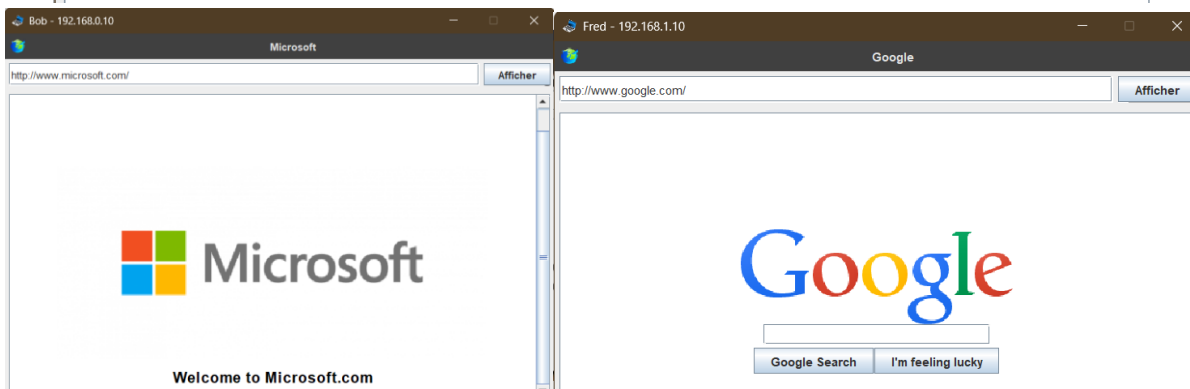 Bob - 192.168.0.10
Microsoft
http://www.microsoft.com/
Afficher
Microsoft
Welcome to Microsoft.com
Fred - 192.168.1.10
Google
http://www.google.com/
Afficher
Google
Google Search
I'm feeling lucky